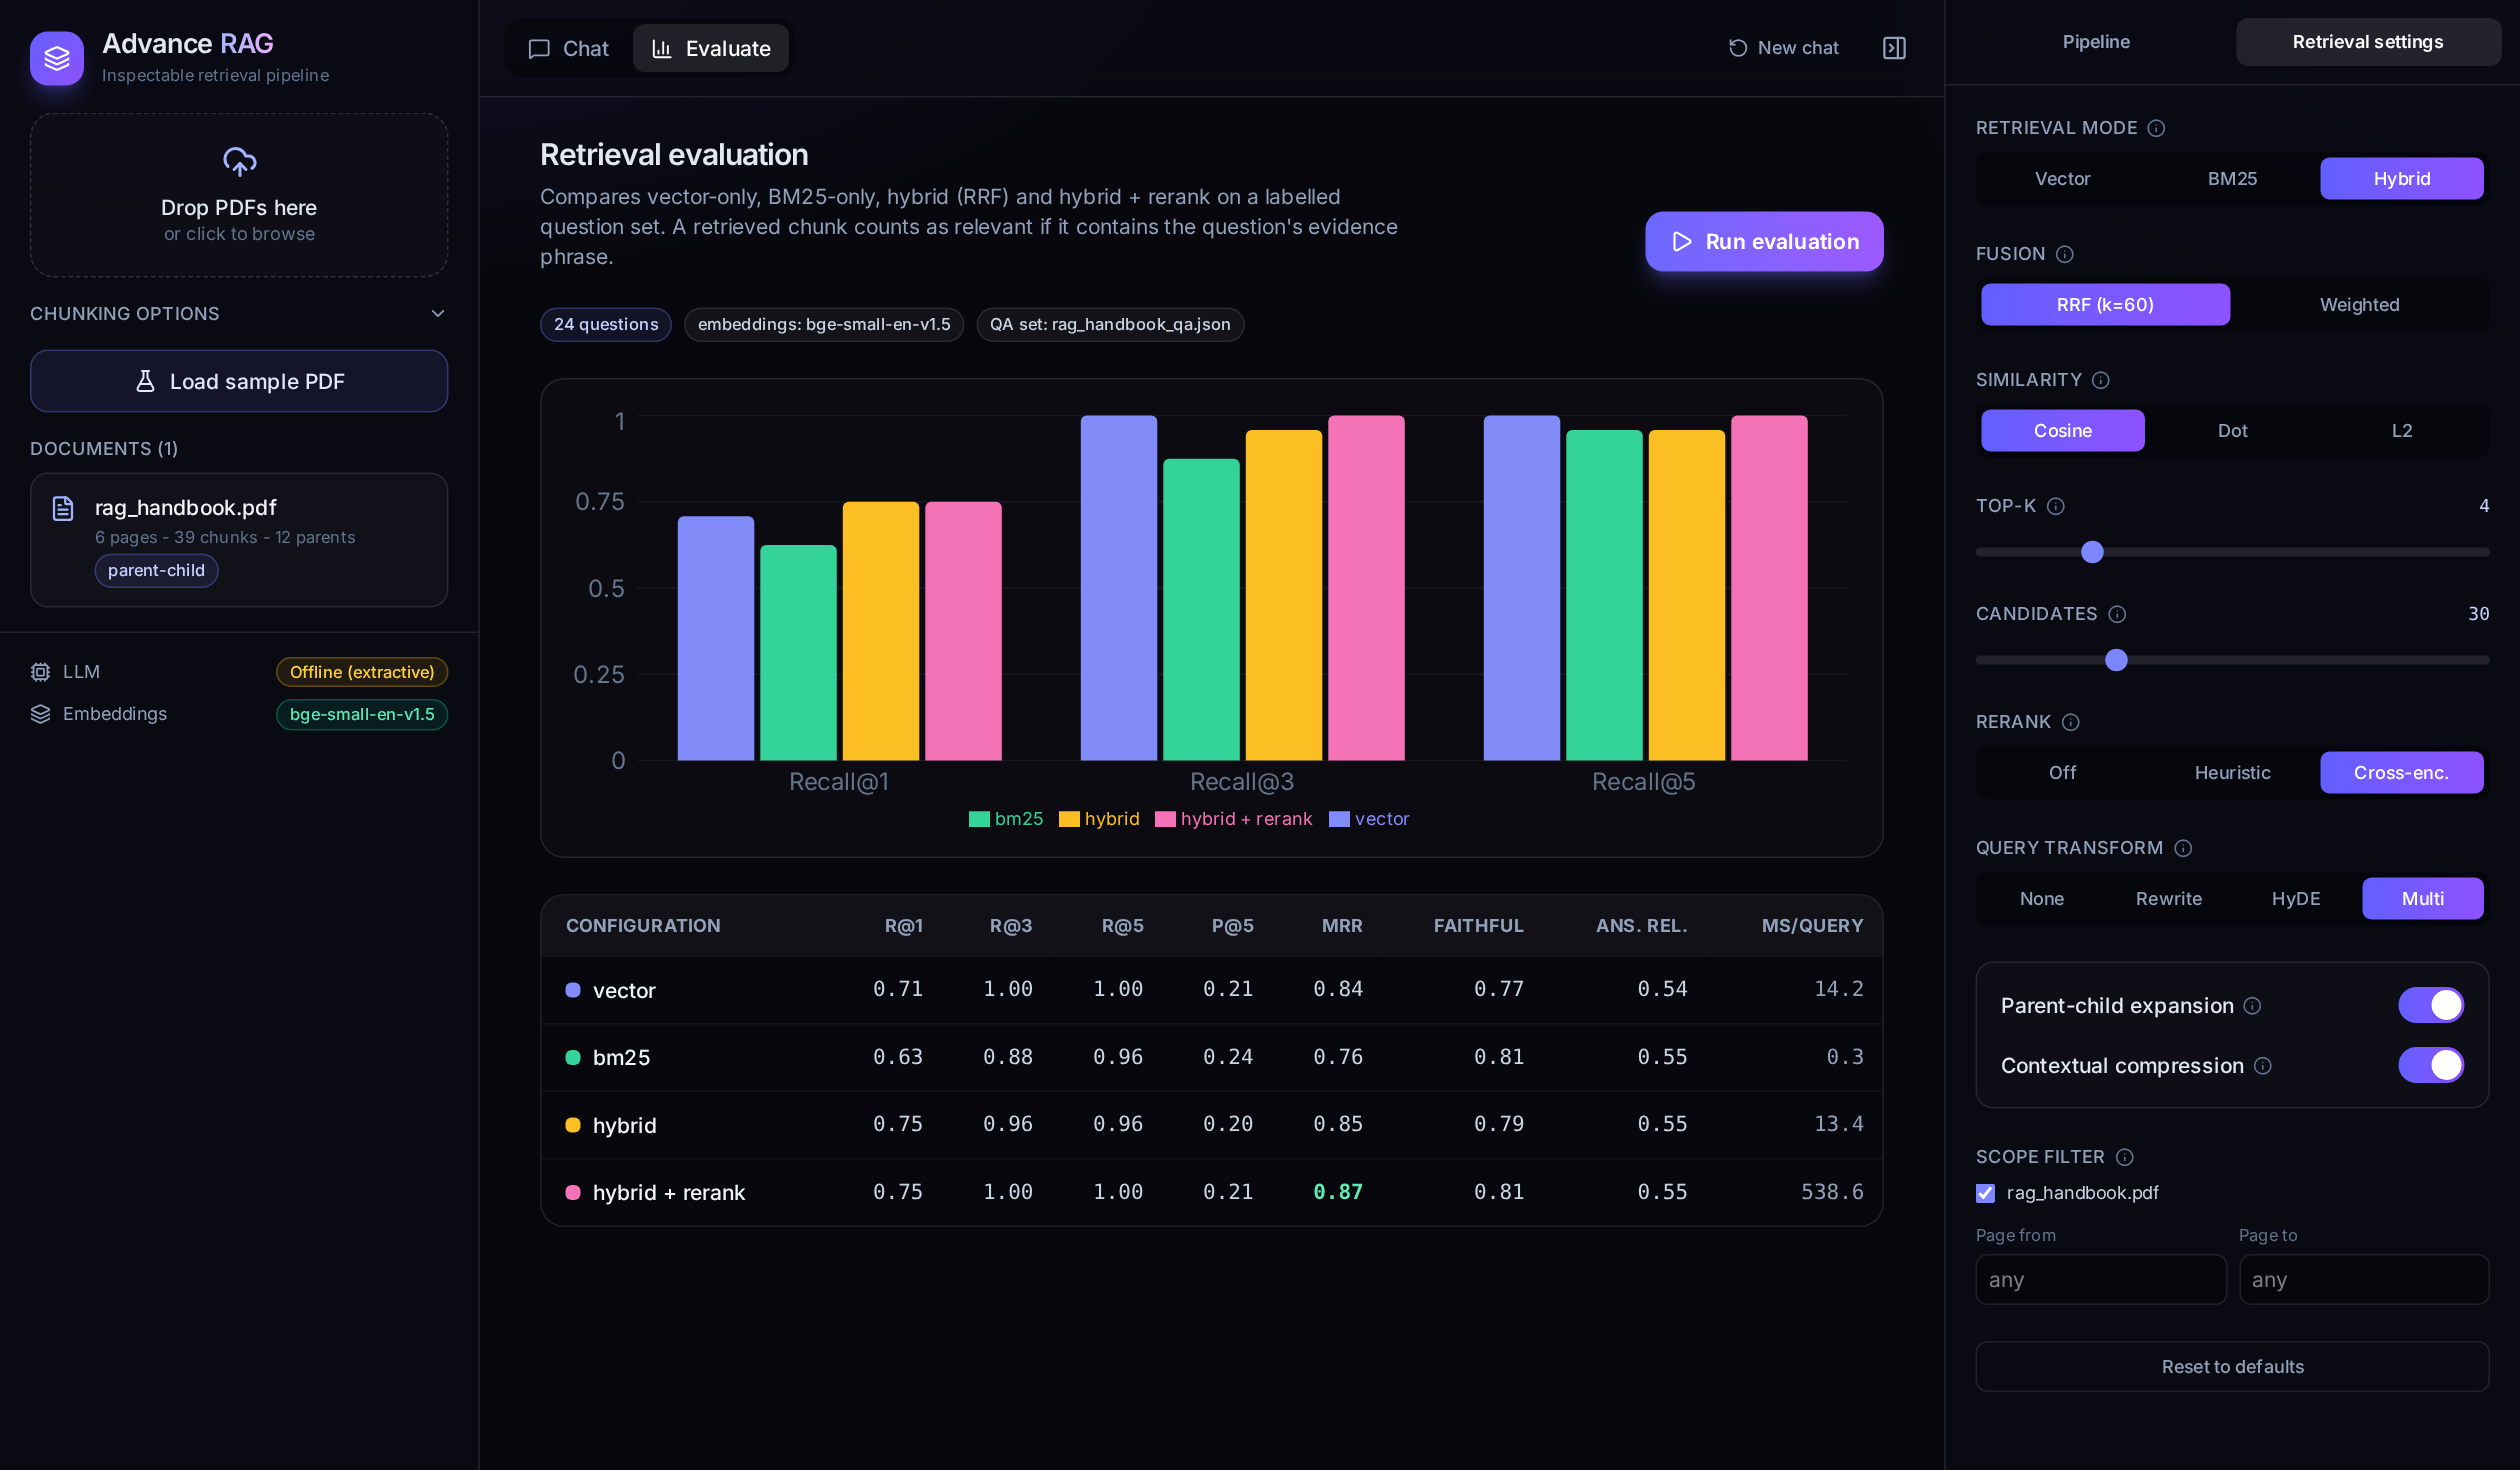 Advance RAG
Inspectable retrieval pipeline
Drop PDFs here
or click to browse
CHUNKING OPTIONS
Load sample PDF
DOCUMENTS (1)
rag_handbook.pdf
6 pages - 39 chunks - 12 parents
parent-child
LLM
Offline (extractive)
Embeddings
bge-small-en-v1.5
Chat
Evaluate
New chat
Retrieval evaluation
Compares vector-only, BM25-only, hybrid (RRF) and hybrid + rerank on a labelled
question set. A retrieved chunk counts as relevant if it contains the question's evidence
phrase.
Run evaluation
24 questions
embeddings: bge-small-en-v1.5
QA set: rag_handbook_qa.json
1
0.75
0.5
0.25
0
Recall@1 Recall@3 Recall@5
bm25 hybrid hybrid + rerank vector
CONFIGURATION R@1 R@3 R@5 P@5 MRR FAITHFUL ANS. REL. MS/QUERY
vector 0.71 1.00 1.00 0.21 0.84 0.77 0.54 14.2
bm25 0.63 0.88 0.96 0.24 0.76 0.81 0.55 0.3
hybrid 0.75 0.96 0.96 0.20 0.85 0.79 0.55 13.4
hybrid + rerank 0.75 1.00 1.00 0.21 0.87 0.81 0.55 538.6
Pipeline
Retrieval settings
RETRIEVAL MODE
Vector BM25 Hybrid
FUSION
RRF (k=60) Weighted
SIMILARITY
Cosine Dot L2
TOP-K 4
CANDIDATES 30
RERANK
Off Heuristic Cross-enc.
QUERY TRANSFORM
None Rewrite HyDE Multi
Parent-child expansion
Contextual compression
SCOPE FILTER
rag_handbook.pdf
Page from Page to
any any
Reset to defaults